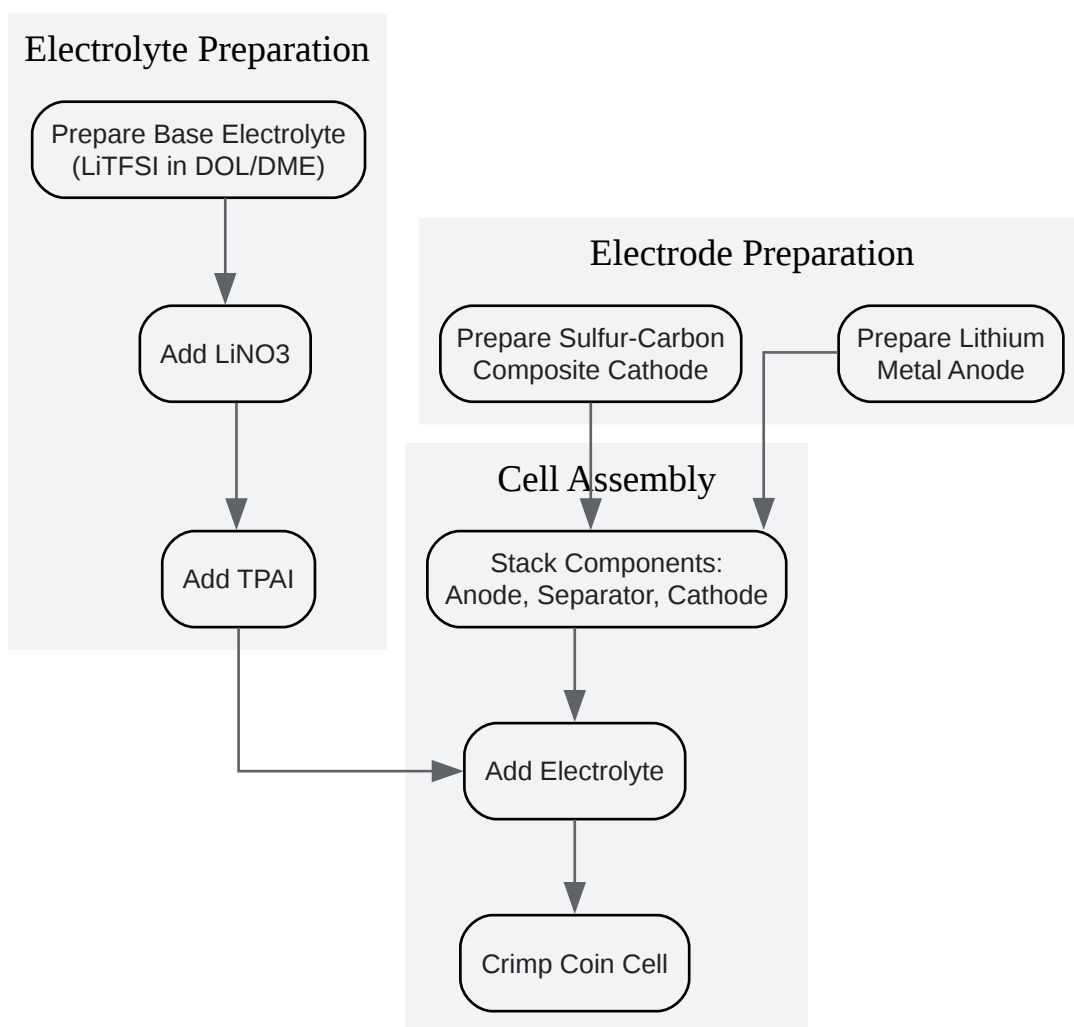 Electrolyte Preparation
Prepare Base Electrolyte
(LiTFSI in DOL/DME)
Add LiNO3
Add TPAI
Electrode Preparation
Prepare Sulfur-Carbon
Composite Cathode
Prepare Lithium
Metal Anode
Cell Assembly
Stack Components:
Anode, Separator, Cathode
Add Electrolyte
Crimp Coin Cell